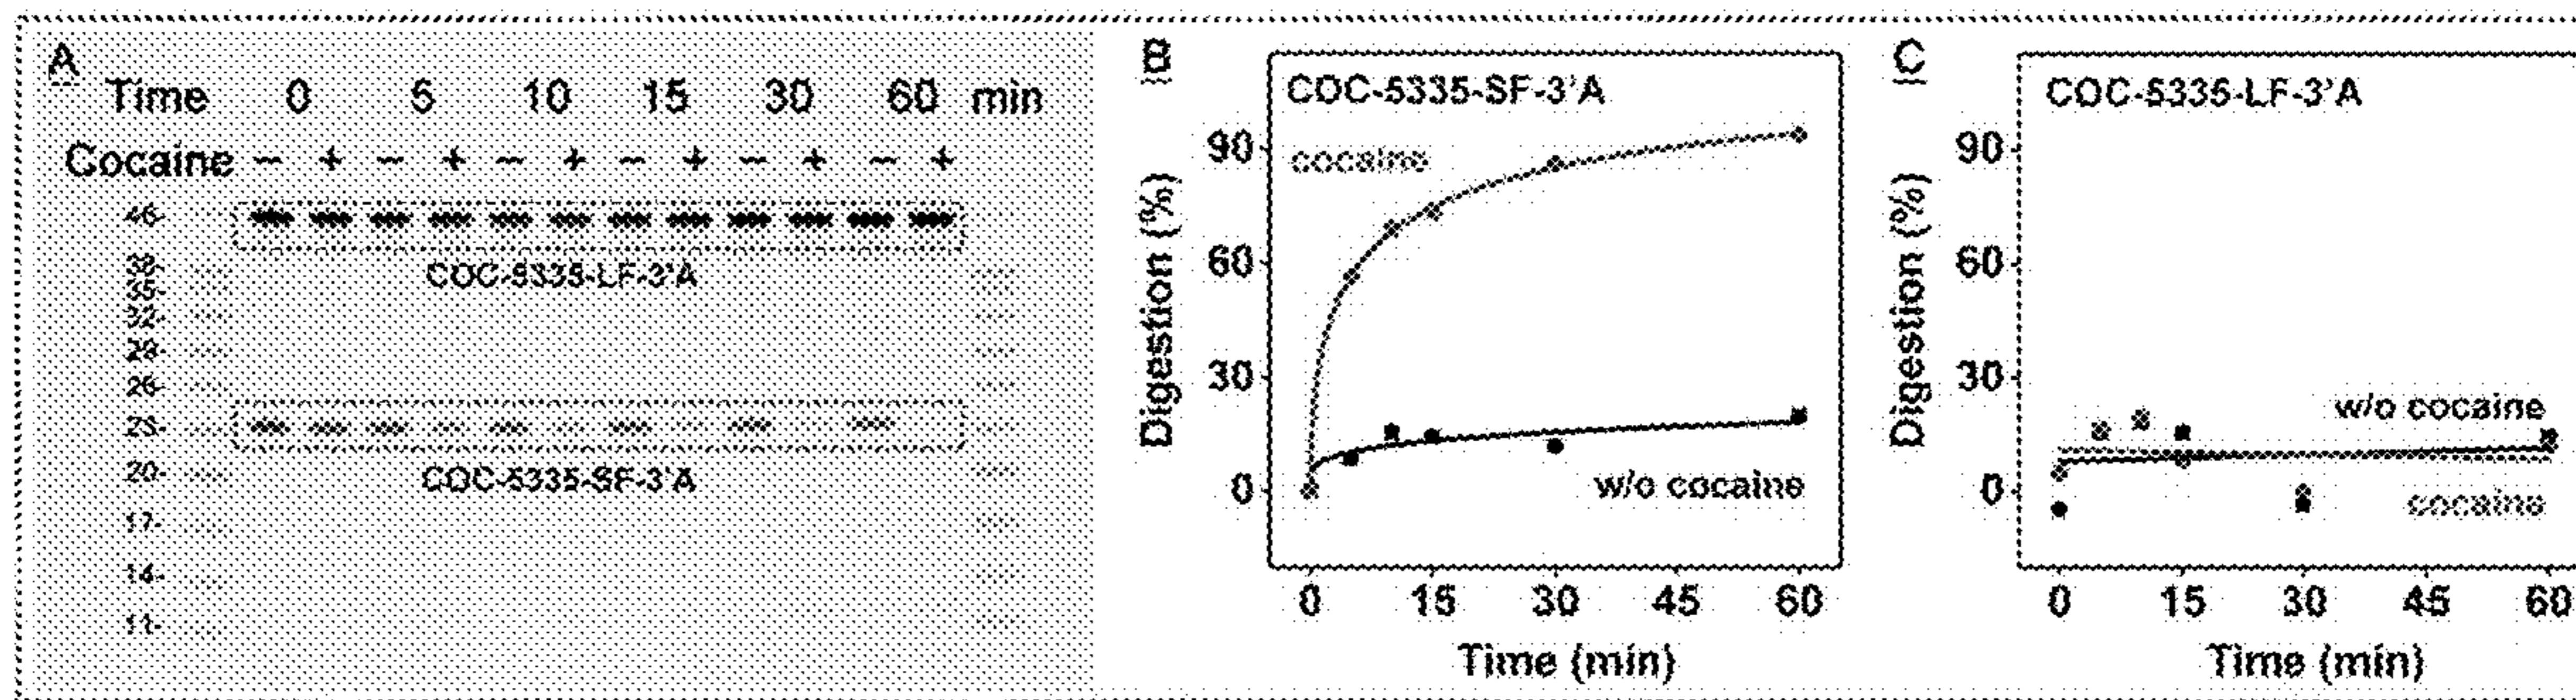 A
Time 0 5 10 15 30 60 min
Cocaine - + - + - + - + - + - +
46-
COC-5335-LF-3'A
38-
35-
32-
29-
26-
23-
COC-5335-SF-3'A
20-
17-
14-
11-
B
COC-5335-SF-3'A
cocaine
w/o cocaine
Digestion (%)
90
60
30
0
0 15 30 45 60
Time (min)
C
COC-5335-LF-3'A
w/o cocaine
cocaine
Digestion (%)
90
60
30
0
0 15 30 45 60
Time (min)